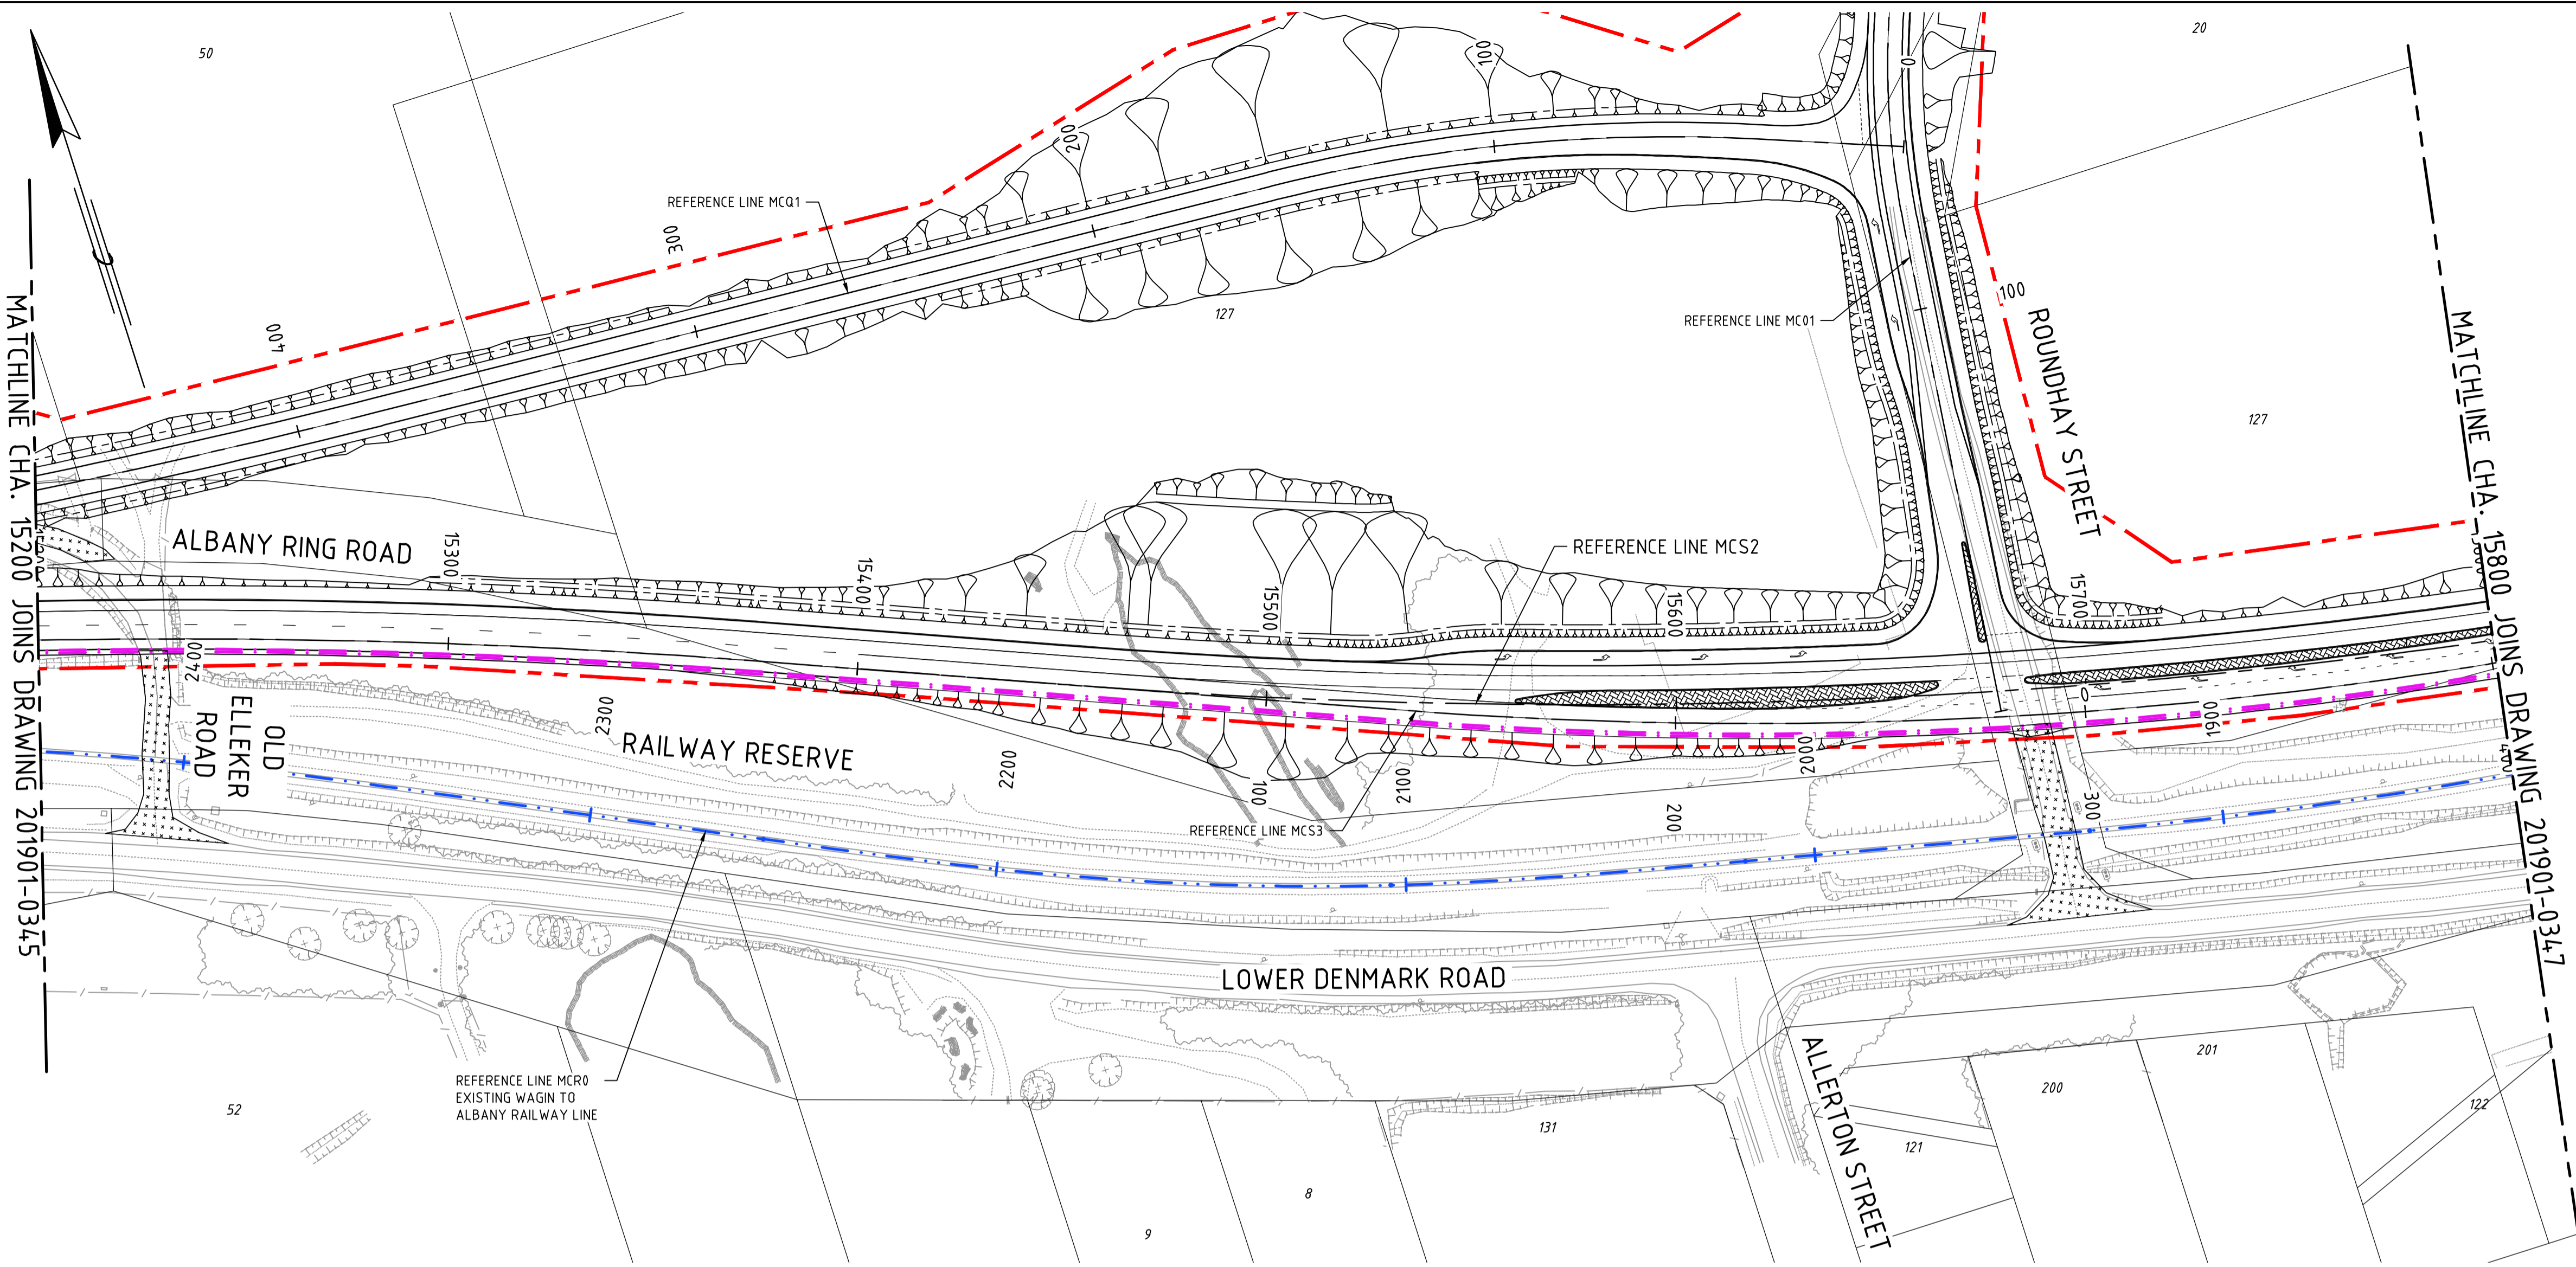 50
20
100
0
200
REFERENCE LINE MCQ1
300
400
127
REFERENCE LINE MC01
100
ROUNDHAY STREET
127
MATCHLINE CHA. 15200 JOINS DRAWING 201901-0345
MATCHLINE CHA. 15800 JOINS DRAWING 201901-0347
ALBANY RING ROAD
15300
15400
15500
15600
15700
REFERENCE LINE MCS2
2400
OLD
ELLEKER
ROAD
2300
RAILWAY RESERVE
2200
100
2100
2000
0
1900
200
300
400
REFERENCE LINE MCS3
LOWER DENMARK ROAD
REFERENCE LINE MCR0
EXISTING WAGIN TO
ALBANY RAILWAY LINE
ALLERTON STREET
52
9
8
131
121
200
201
122